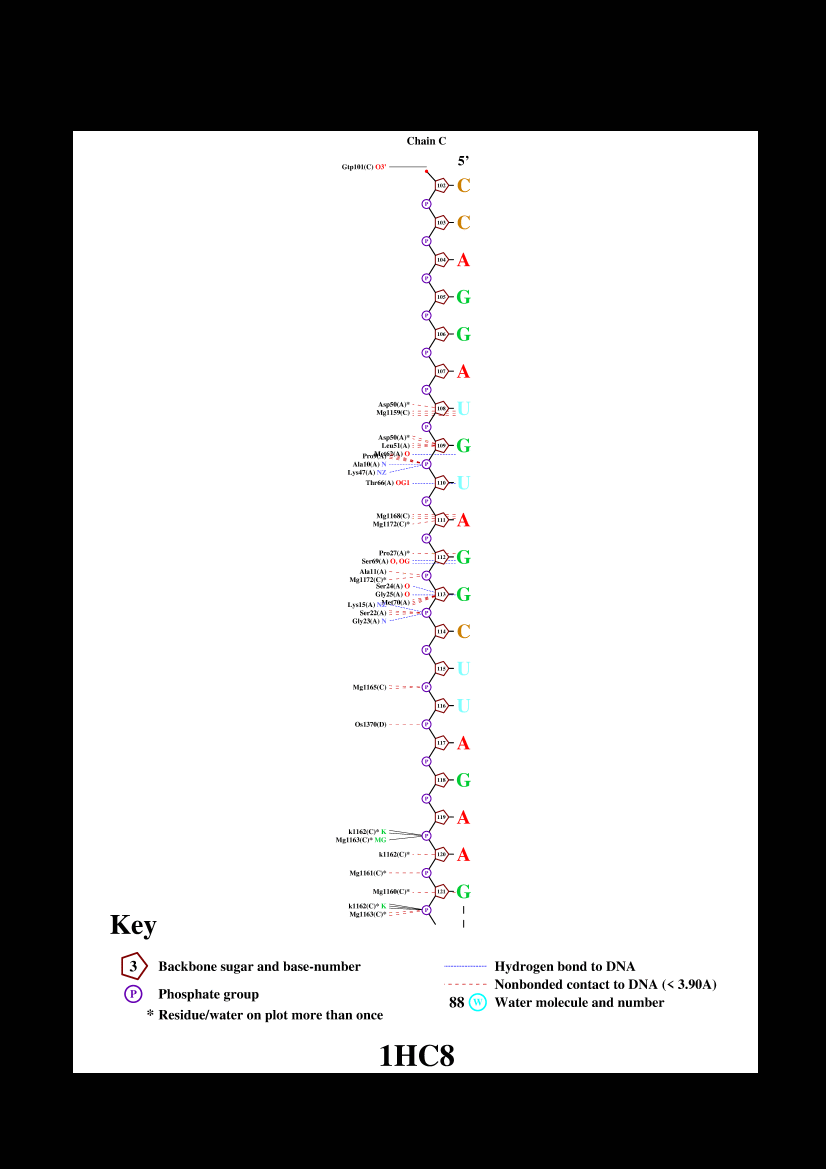 Chain C
5’
Gtp101(C) O3'
102 C
P
103 C
P
104 A
P
105 G
P
106 G
P
107 A
P
Asp50(A)*
108 U
Mg1159(C)
P
Asp50(A)*
Leu51(A)
109 G
Met62(A) O
Ala10(A) N
P
Lys47(A) NZ
Thr66(A) OG1
110 U
P
Mg1168(C)
111 A
Mg1172(C)*
P
Pro27(A)*
112 G
Ser69(A) O, OG
Ala11(A)
P
Mg1172(C)*
Ser24(A) O
Gly25(A) O
113 G
Met70(A)
Lys15(A)
Ser22(A)
P
Gly23(A) N
114 C
P
115 U
P
Mg1165(C)
116 U
P
Os1370(D)
117 A
P
118 G
P
119 A
P
k1162(C)* K
Mg1163(C)* MG
k1162(C)*
120 A
Mg1161(C)*
P
Mg1160(C)*
121 G
k1162(C)* K
P
Mg1163(C)*
Key
3 Backbone sugar and base-number
P Phosphate group
* Residue/water on plot more than once
Hydrogen bond to DNA
Nonbonded contact to DNA (< 3.90A)
88 W Water molecule and number
1HC8